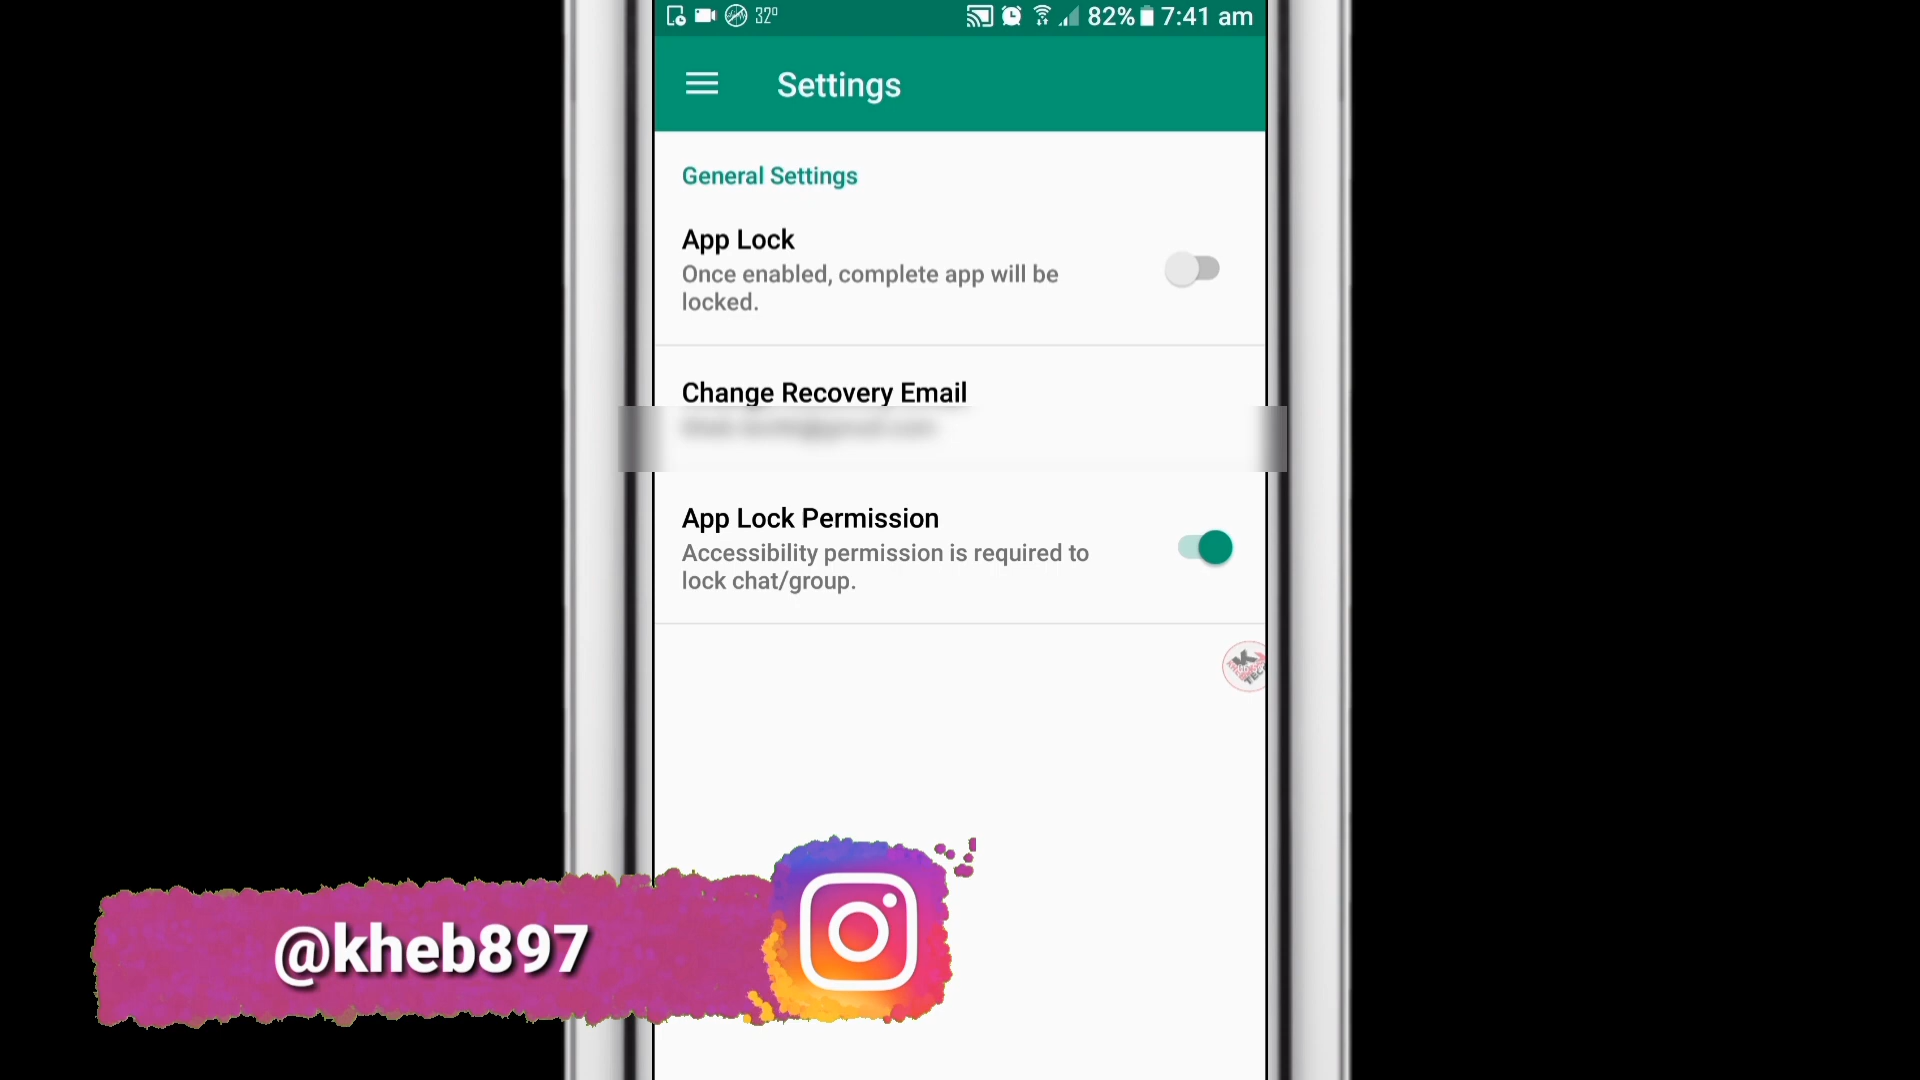 32°
82%
7:41 am
Settings
General Settings
App Lock
Once enabled, complete app will be
locked.
Change Recovery Email
App Lock Permission
Accessibility permission is required to
lock chat/group.
@kheb897